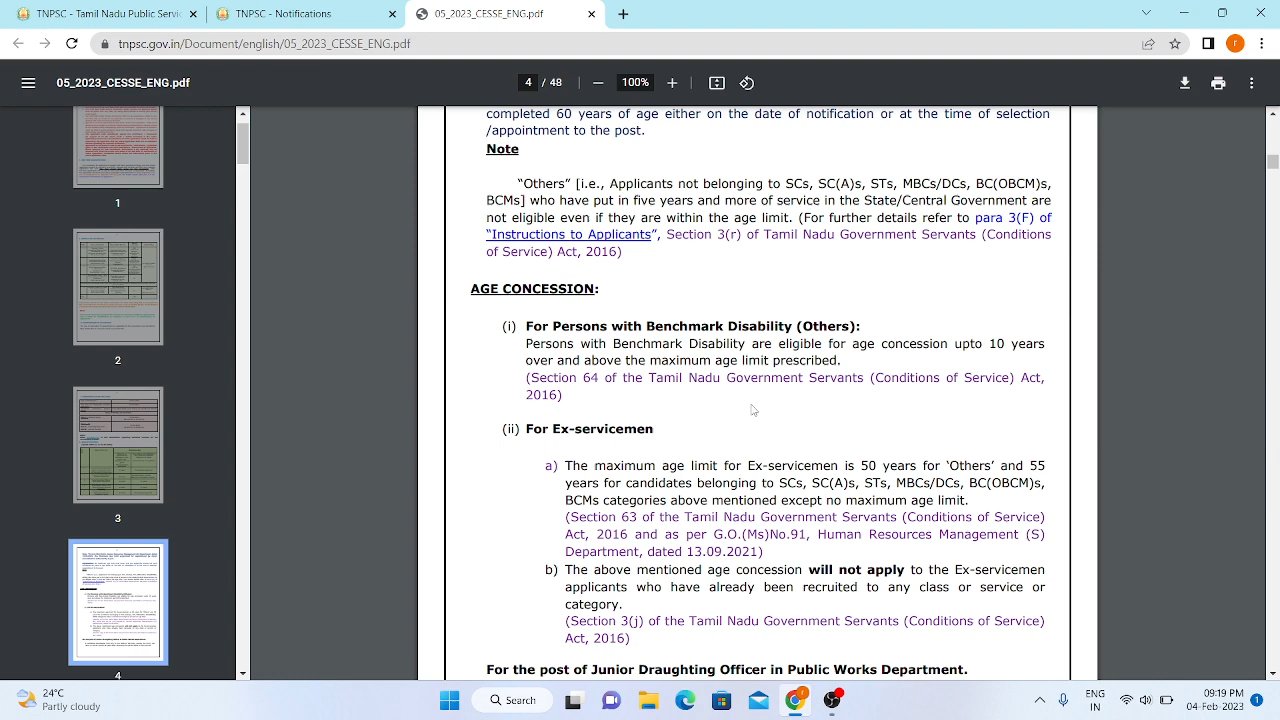 TNPSC - Tamil Nadu Public Servic
TNPSC - Notifications
05_2023_CESSE_ENG.pdf
tnpsc.gov.in/Document/english/05_2023_CESSE_ENG.pdf
r
05_2023_CESSE_ENG.pdf
4 / 48
100%
completed 60 years of age either on the date of notification or at the time of selection
/appointment to the post.
Note
"Others" [i.e., Applicants not belonging to SCs, SC(A)s, STs, MBCs/DCs, BC(OBCM)s,
BCMs] who have put in five years and more of service in the State/Central Government are
not eligible even if they are within the age limit. (For further details refer to para 3(F) of
"Instructions to Applicants", Section 3(r) of Tamil Nadu Government Servants (Conditions
of Service) Act, 2016)
AGE CONCESSION:
(i) For Persons with Benchmark Disability (Others):
Persons with Benchmark Disability are eligible for age concession upto 10 years
over and above the maximum age limit prescribed.
(Section 64 of the Tamil Nadu Government Servants (Conditions of Service) Act,
2016)
(ii) For Ex-servicemen
a) The maximum age limit for Ex-servicemen is 50 years for 'Others' and 55
years for candidates belonging to SCs, SC(A)s, STs, MBCs/DCs, BC(OBCM)s,
BCMs categories above mentioned except no maximum age limit.
(Section 63 of the Tamil Nadu Government Servants (Conditions of Service)
Act, 2016 and as per G.O.(Ms)No.91, Human Resources Management (S)
Department, dated 13.09.2021)
b) The above mentioned age concession will not apply to the Ex-servicemen
applicants who have already been recruited to any class or service or
category.
(Section 3(j) of the Tamil Nadu Government Servants (Conditions of Service)
Act, 2016)
For the post of Junior Draughting Officer in Public Works Department.
1
2
3
4
24°C
Partly cloudy
Search
ENG
IN
09:19 PM
04-Feb-2023
1